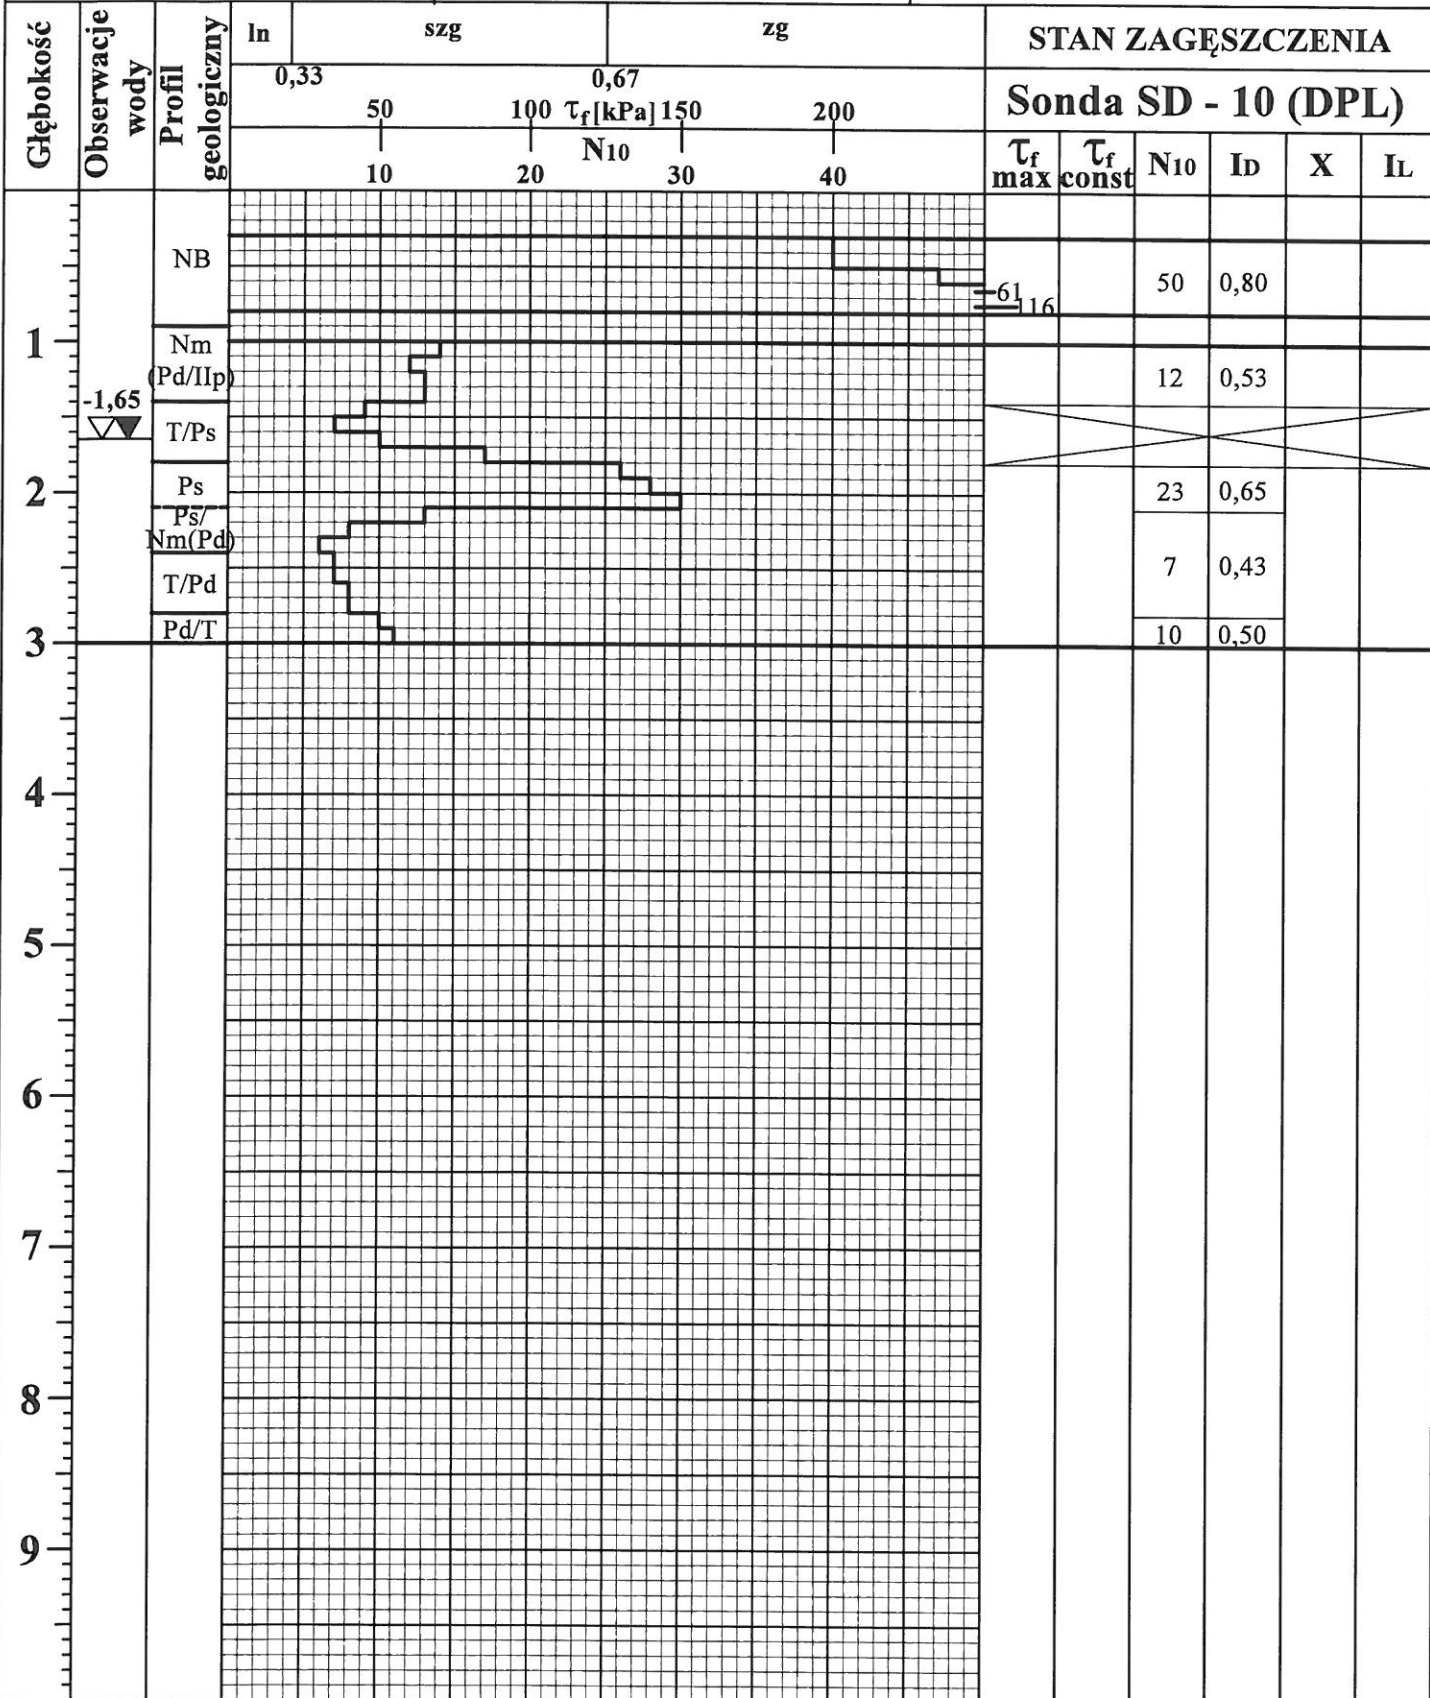 Głębokość
Obserwacje
wody
Profil
geologiczny
ln szg zg
0,33 0,67
50 100 τf[kPa] 150 200
N10
10 20 30 40
STAN ZAGĘSZCZENIA
Sonda SD - 10 (DPL)
τf max τf const N10 ID X IL
NB
61
116
50 0,80
1
Nm
(Pd/IIp)
12 0,53
-1,65
T/Ps
2
Ps
23 0,65
Ps/
Nm(Pd)
T/Pd
7 0,43
Pd/T
10 0,50
3
4
5
6
7
8
9